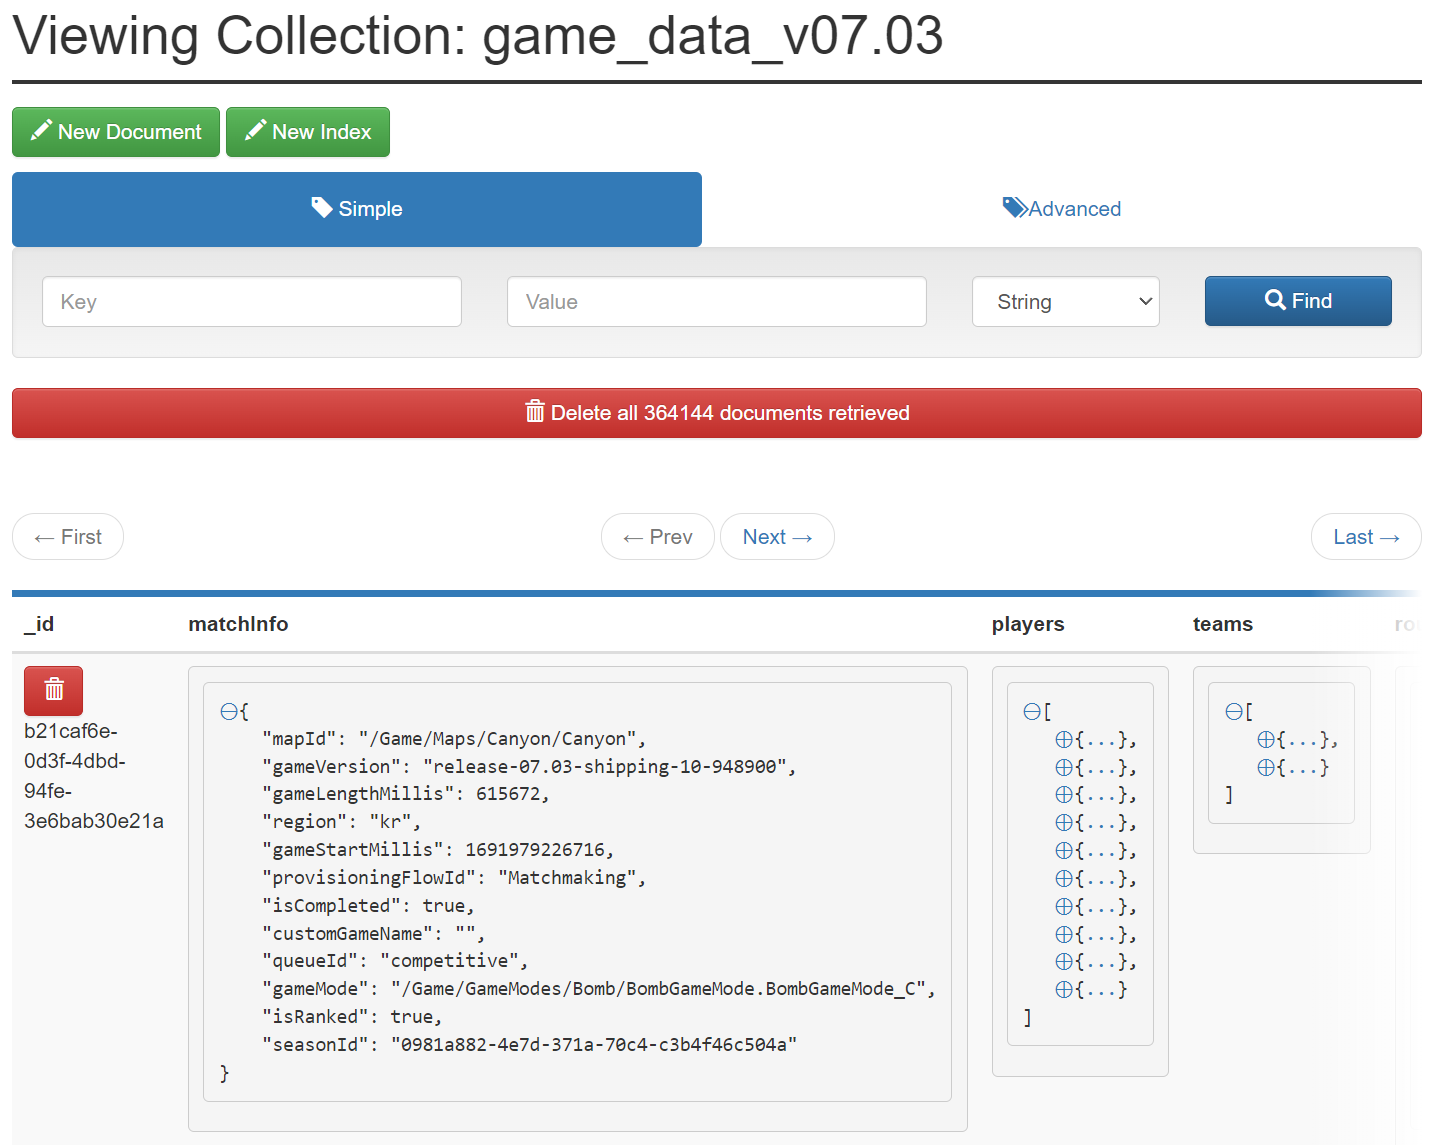 Viewing Collection: game_data_v07.03
New Document New Index
Simple Advanced
Key Value String Find
Delete all 364144 documents retrieved
← First ← Prev Next → Last →
_id matchInfo players teams
b21caf6e-
0d3f-4dbd-
94fe-
3e6bab30e21a
{
"mapId": "/Game/Maps/Canyon/Canyon",
"gameVersion": "release-07.03-shipping-10-948900",
"gameLengthMillis": 615672,
"region": "kr",
"gameStartMillis": 1691979226716,
"provisioningFlowId": "Matchmaking",
"isCompleted": true,
"customGameName": "",
"queueId": "competitive",
"gameMode": "/Game/GameModes/Bomb/BombGameMode.BombGameMode_C",
"isRanked": true,
"seasonId": "0981a882-4e7d-371a-70c4-c3b4f46c504a"
}
[
{...},
{...},
{...},
{...},
{...},
{...},
{...},
{...},
{...},
{...}
]
[
{...},
{...}
]